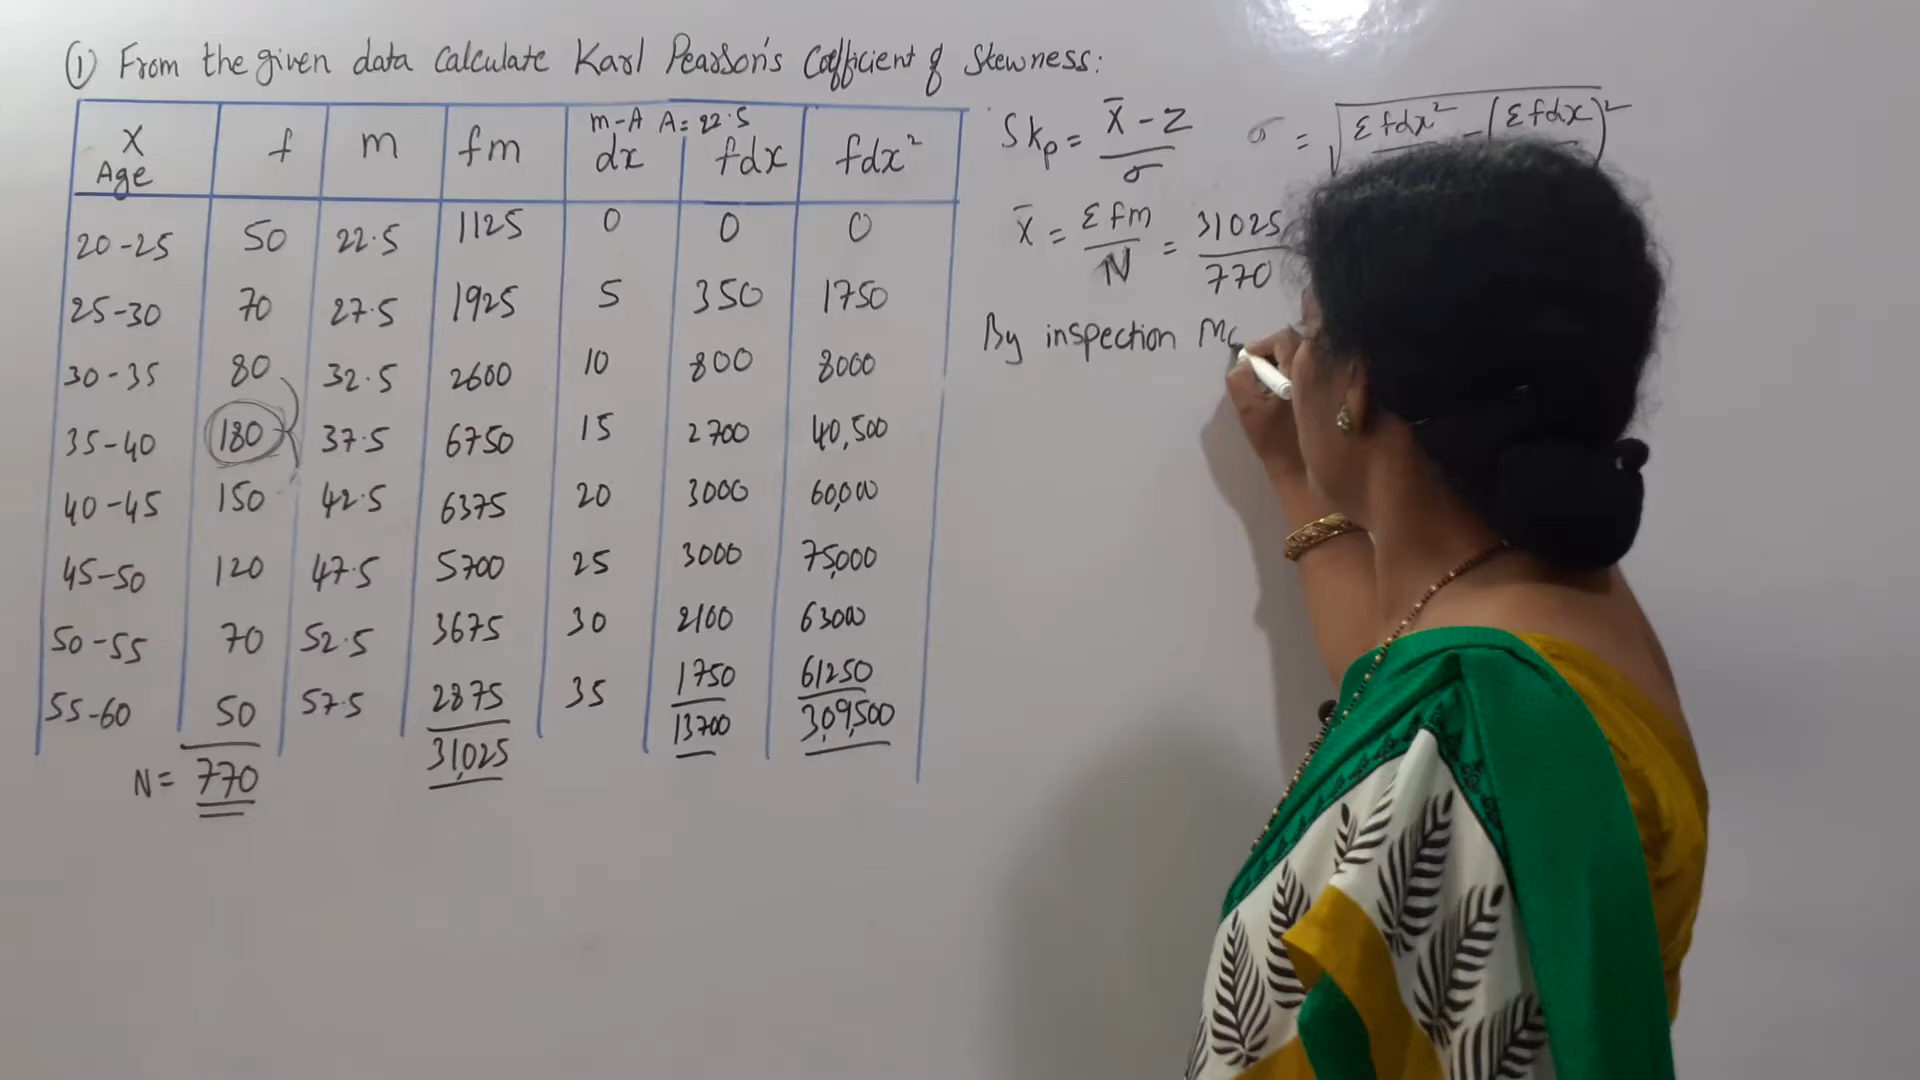 ① From the given data calculate Karl Pearson's Coefficient of Skewness:
X Age f m fm m-A dx A = 22.5 fdx fdx²
20-25 50 22.5 1125 0 0 0
25-30 70 27.5 1925 5 350 1750
30-35 80 32.5 2600 10 800 8000
35-40 180 37.5 6750 15 2700 40,500
40-45 150 42.5 6375 20 3000 60,000
45-50 120 47.5 5700 25 3000 75,000
50-55 70 52.5 3675 30 2100 63000
55-60 50 57.5 2875 35 1750 61250
N = 770 31,025 13700 3,09,500
Skp = X̄ - Z / σ
σ = √ Σfdx² - (Σfdx)²
X̄ = Σfm / N = 31025 / 770
By inspection